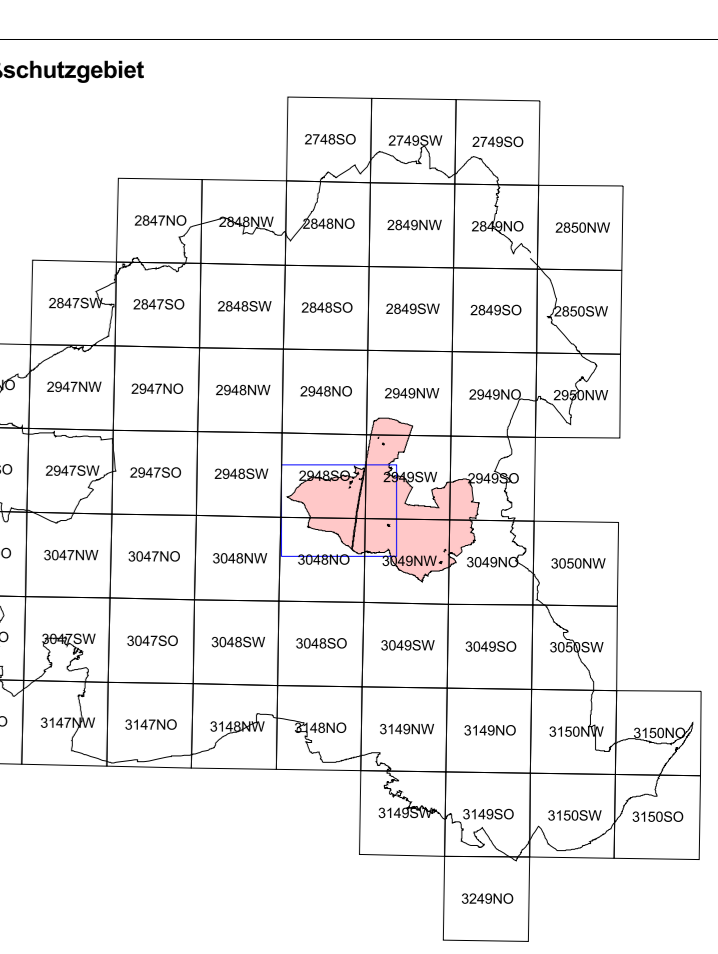 schutzgebiet
2748SO 2749SW 2749SO
2847NO 2848NW 2848NO 2849NW 2849NO 2850NW
2847SW 2847SO 2848SW 2848SO 2849SW 2849SO 2850SW
2947NW 2947NO 2948NW 2948NO 2949NW 2949NO 2950NW
SO 2947SW 2947SO 2948SW 2948SO 2949SW 2949SO
O 3047NW 3047NO 3048NW 3048NO 3049NW 3049NO 3050NW
O 3047SW 3047SO 3048SW 3048SO 3049SW 3049SO 3050SW
O 3147NW 3147NO 3148NW 3148NO 3149NW 3149NO 3150NW 3150NO
3149SW 3149SO 3150SW 3150SO
3249NO